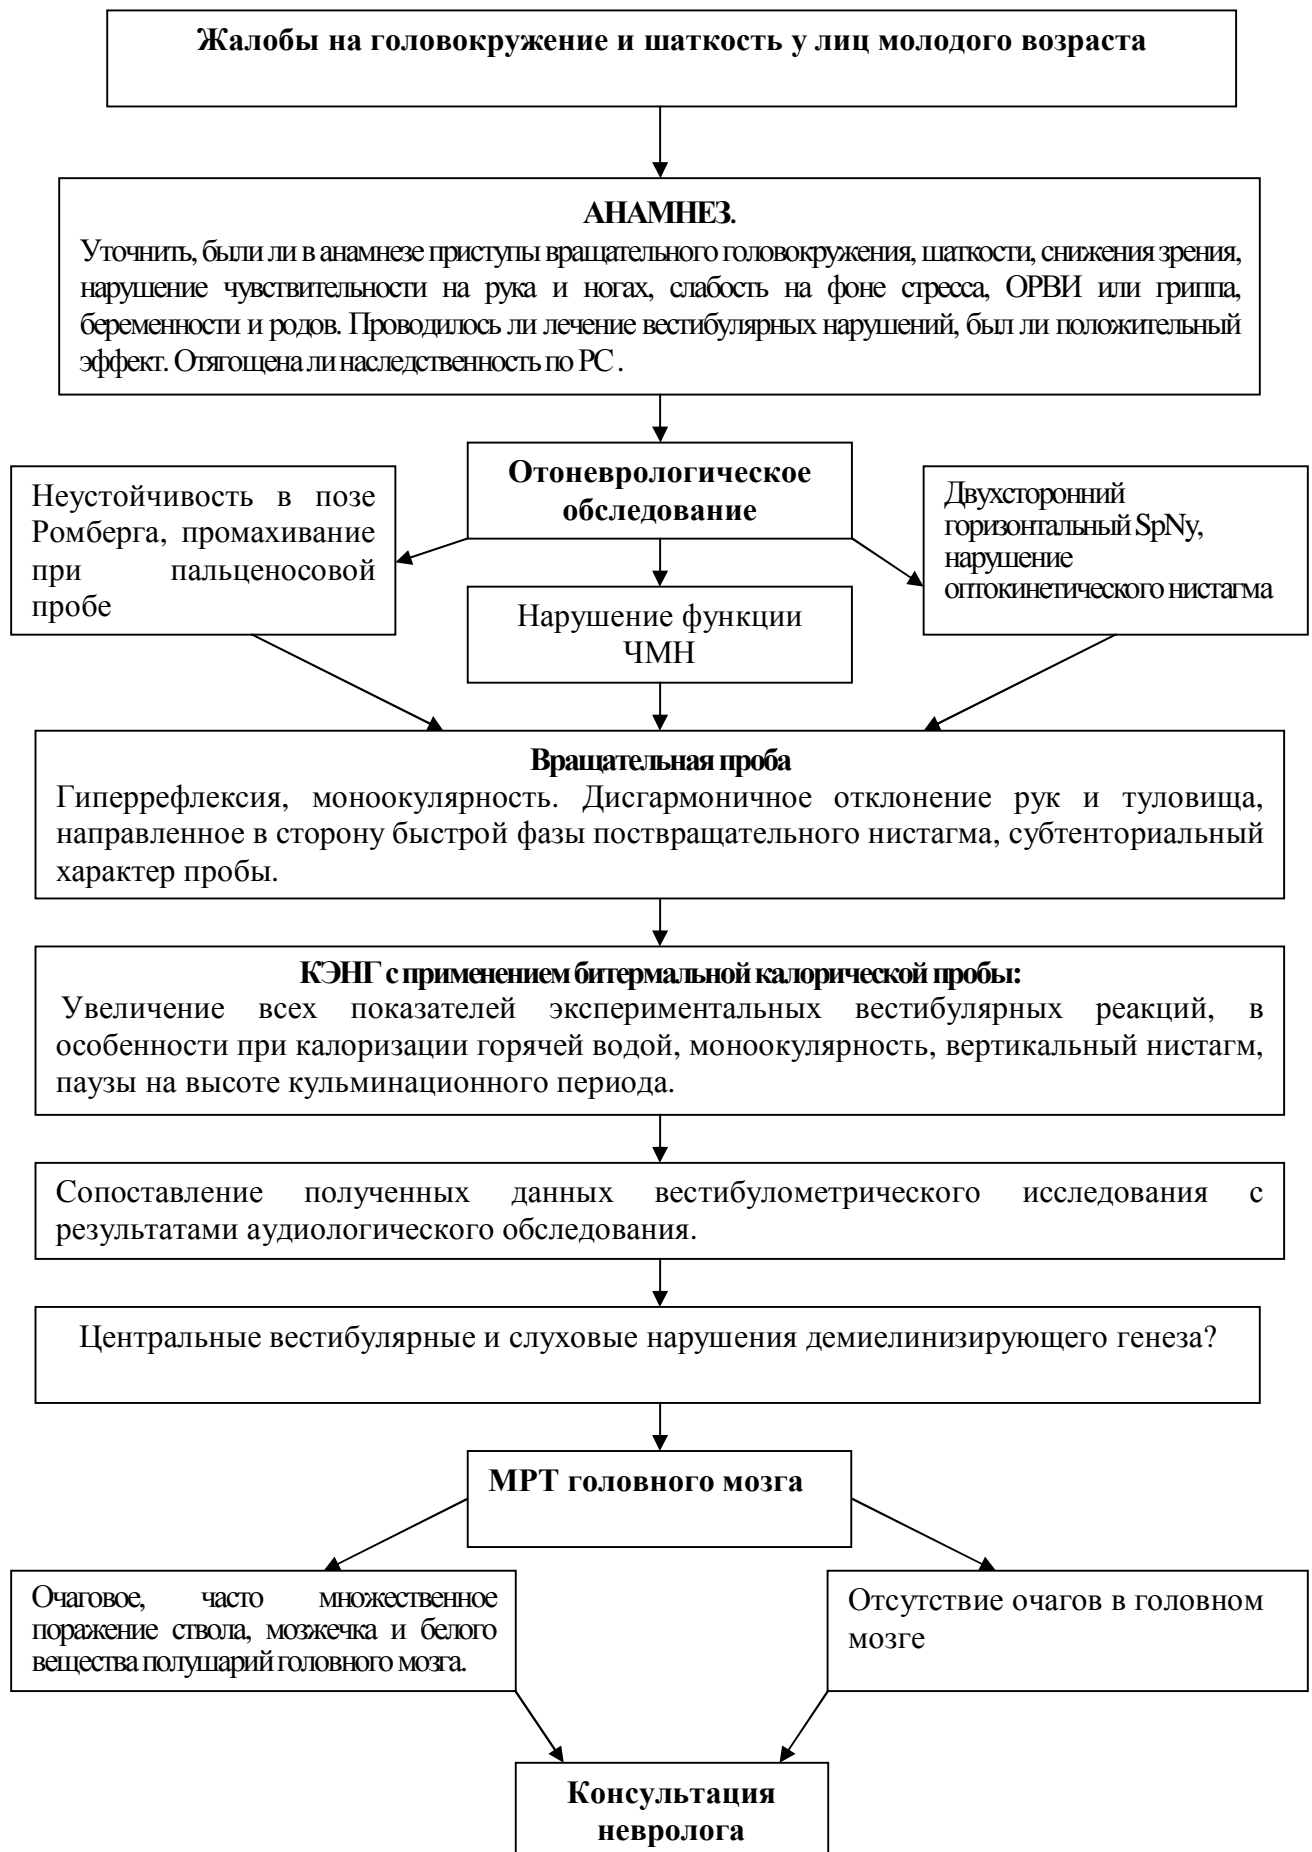 Жалобы на головокружение и шаткость у лиц молодого возраста
АНАМНЕЗ.
Уточнить, были ли в анамнезе приступы вращательного головокружения, шаткости, снижения зрения,
нарушение чувствительности на рука и ногах, слабость на фоне стресса, ОРВИ или гриппа,
беременности и родов. Проводилось ли лечение вестибулярных нарушений, был ли положительный
эффект. Отягощена ли наследственность по РС .
Отоневрологическое
обследование
Неустойчивость в позе
Ромберга, промахивание
при пальценосовой
пробе
Нарушение функции
ЧМН
Двухсторонний
горизонтальный SpNy,
нарушение
оптокинетического нистагма
Вращательная проба
Гиперрефлексия, моноокулярность. Дисгармоничное отклонение рук и туловища,
направленное в сторону быстрой фазы поствращательного нистагма, субтенториальный
характер пробы.
КЭНГ с применением битермальной калорической пробы:
Увеличение всех показателей экспериментальных вестибулярных реакций, в
особенности при калоризации горячей водой, моноокулярность, вертикальный нистагм,
паузы на высоте кульминационного периода.
Сопоставление полученных данных вестибулометрического исследования с
результатами аудиологического обследования.
Центральные вестибулярные и слуховые нарушения демиелинизирующего генеза?
МРТ головного мозга
Очаговое, часто множественное
поражение ствола, мозжечка и белого
вещества полушарий головного мозга.
Отсутствие очагов в головном
мозге
Консультация
невролога